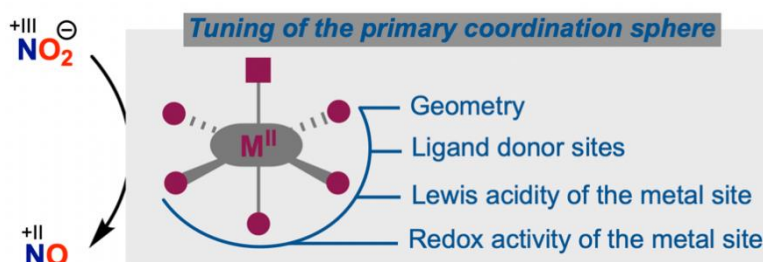 Tuning of the primary coordination sphere
+III
NO₂⊖
M^II
Geometry
Ligand donor sites
Lewis acidity of the metal site
Redox activity of the metal site
+II
NO